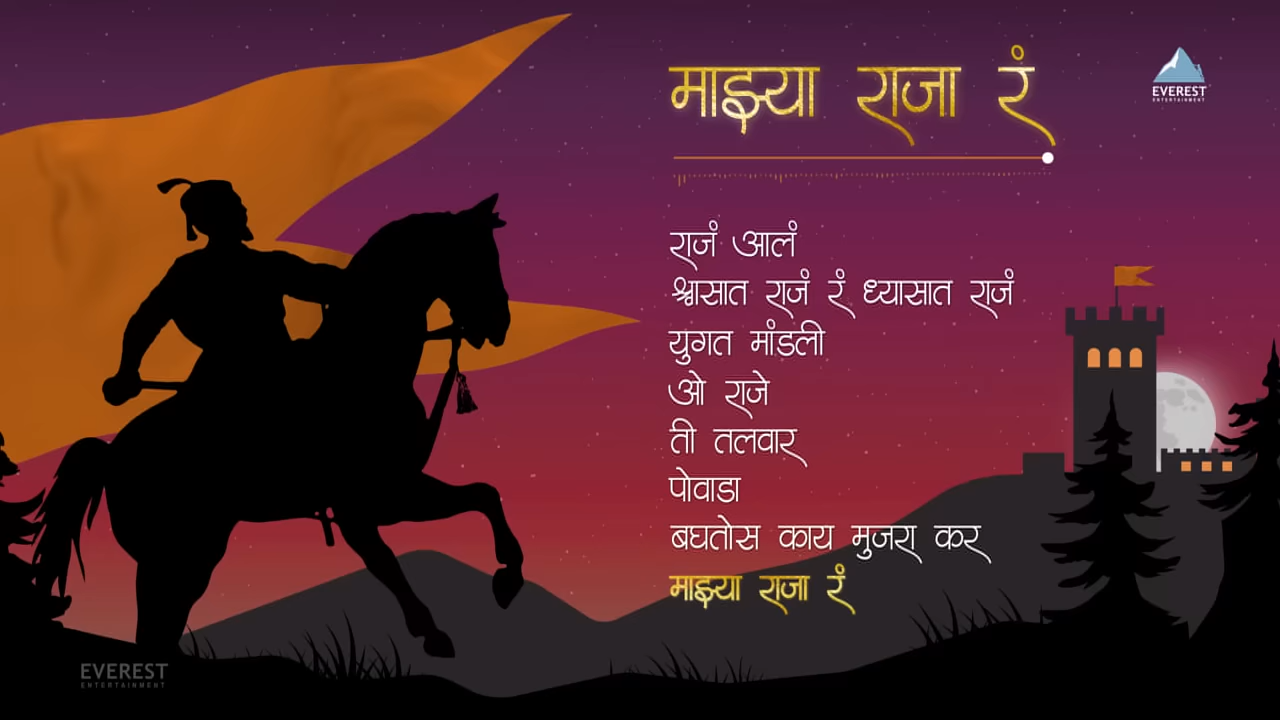 माझ्या राजा रं
EVEREST
ENTERTAINMENT
राजं आलं
श्वासात राजं रं ध्यासात राजं
युगत मांडली
ओ राजे
ती तलवार
पोवाडा
बघतोस काय मुजरा कर
माझ्या राजा रं
EVEREST
ENTERTAINMENT